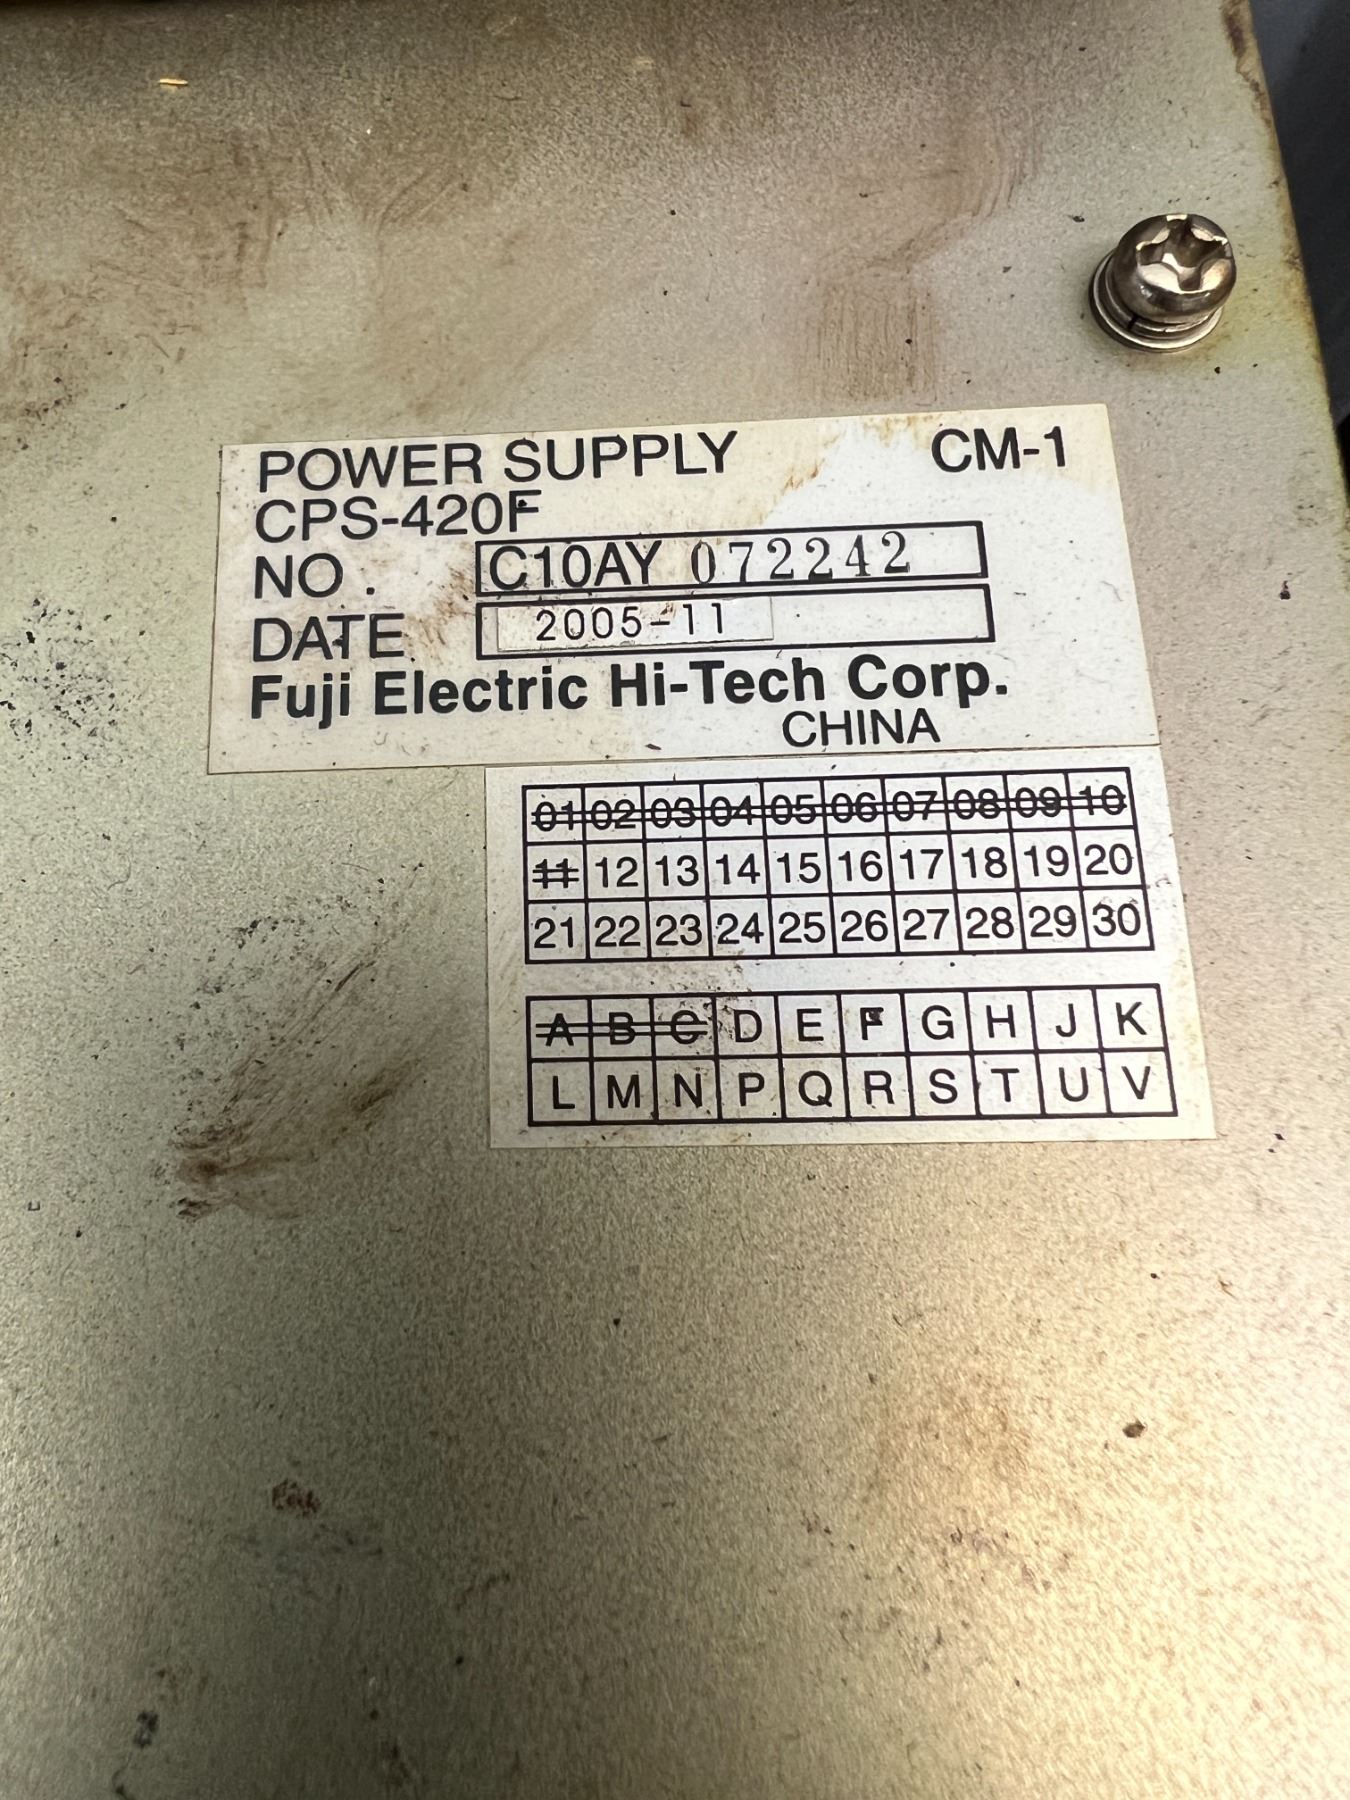 POWER SUPPLY CM-1
CPS-420F
NO. C10AY 072242
DATE 2005-11
Fuji Electric Hi-Tech Corp.
CHINA
01 02 03 04 05 06 07 08 09 10
11 12 13 14 15 16 17 18 19 20
21 22 23 24 25 26 27 28 29 30
A B C D E F G H J K
L M N P Q R S T U V